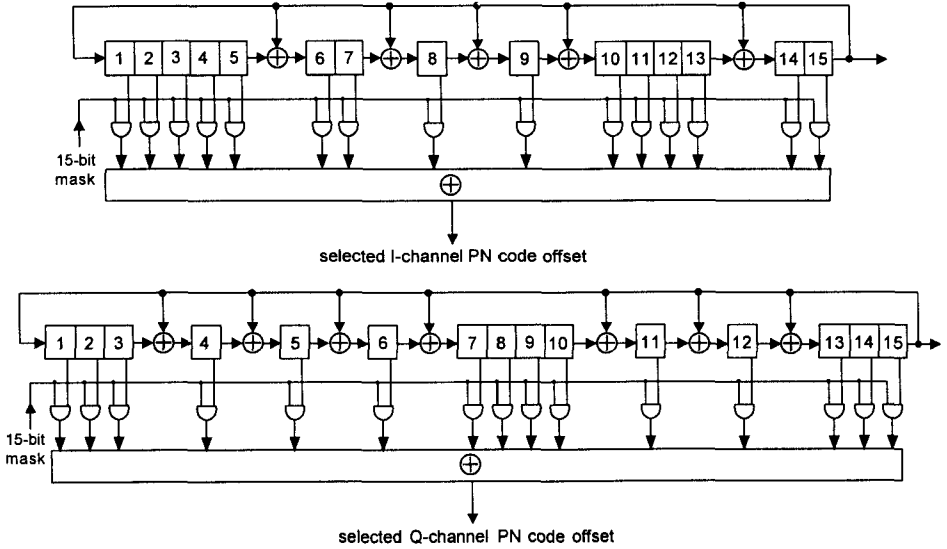 1 2 3 4 5 6 7 8 9 10 11 12 13 14 15
15-bit
mask
selected I-channel PN code offset
1 2 3 4 5 6 7 8 9 10 11 12 13 14 15
15-bit
mask
selected Q-channel PN code offset